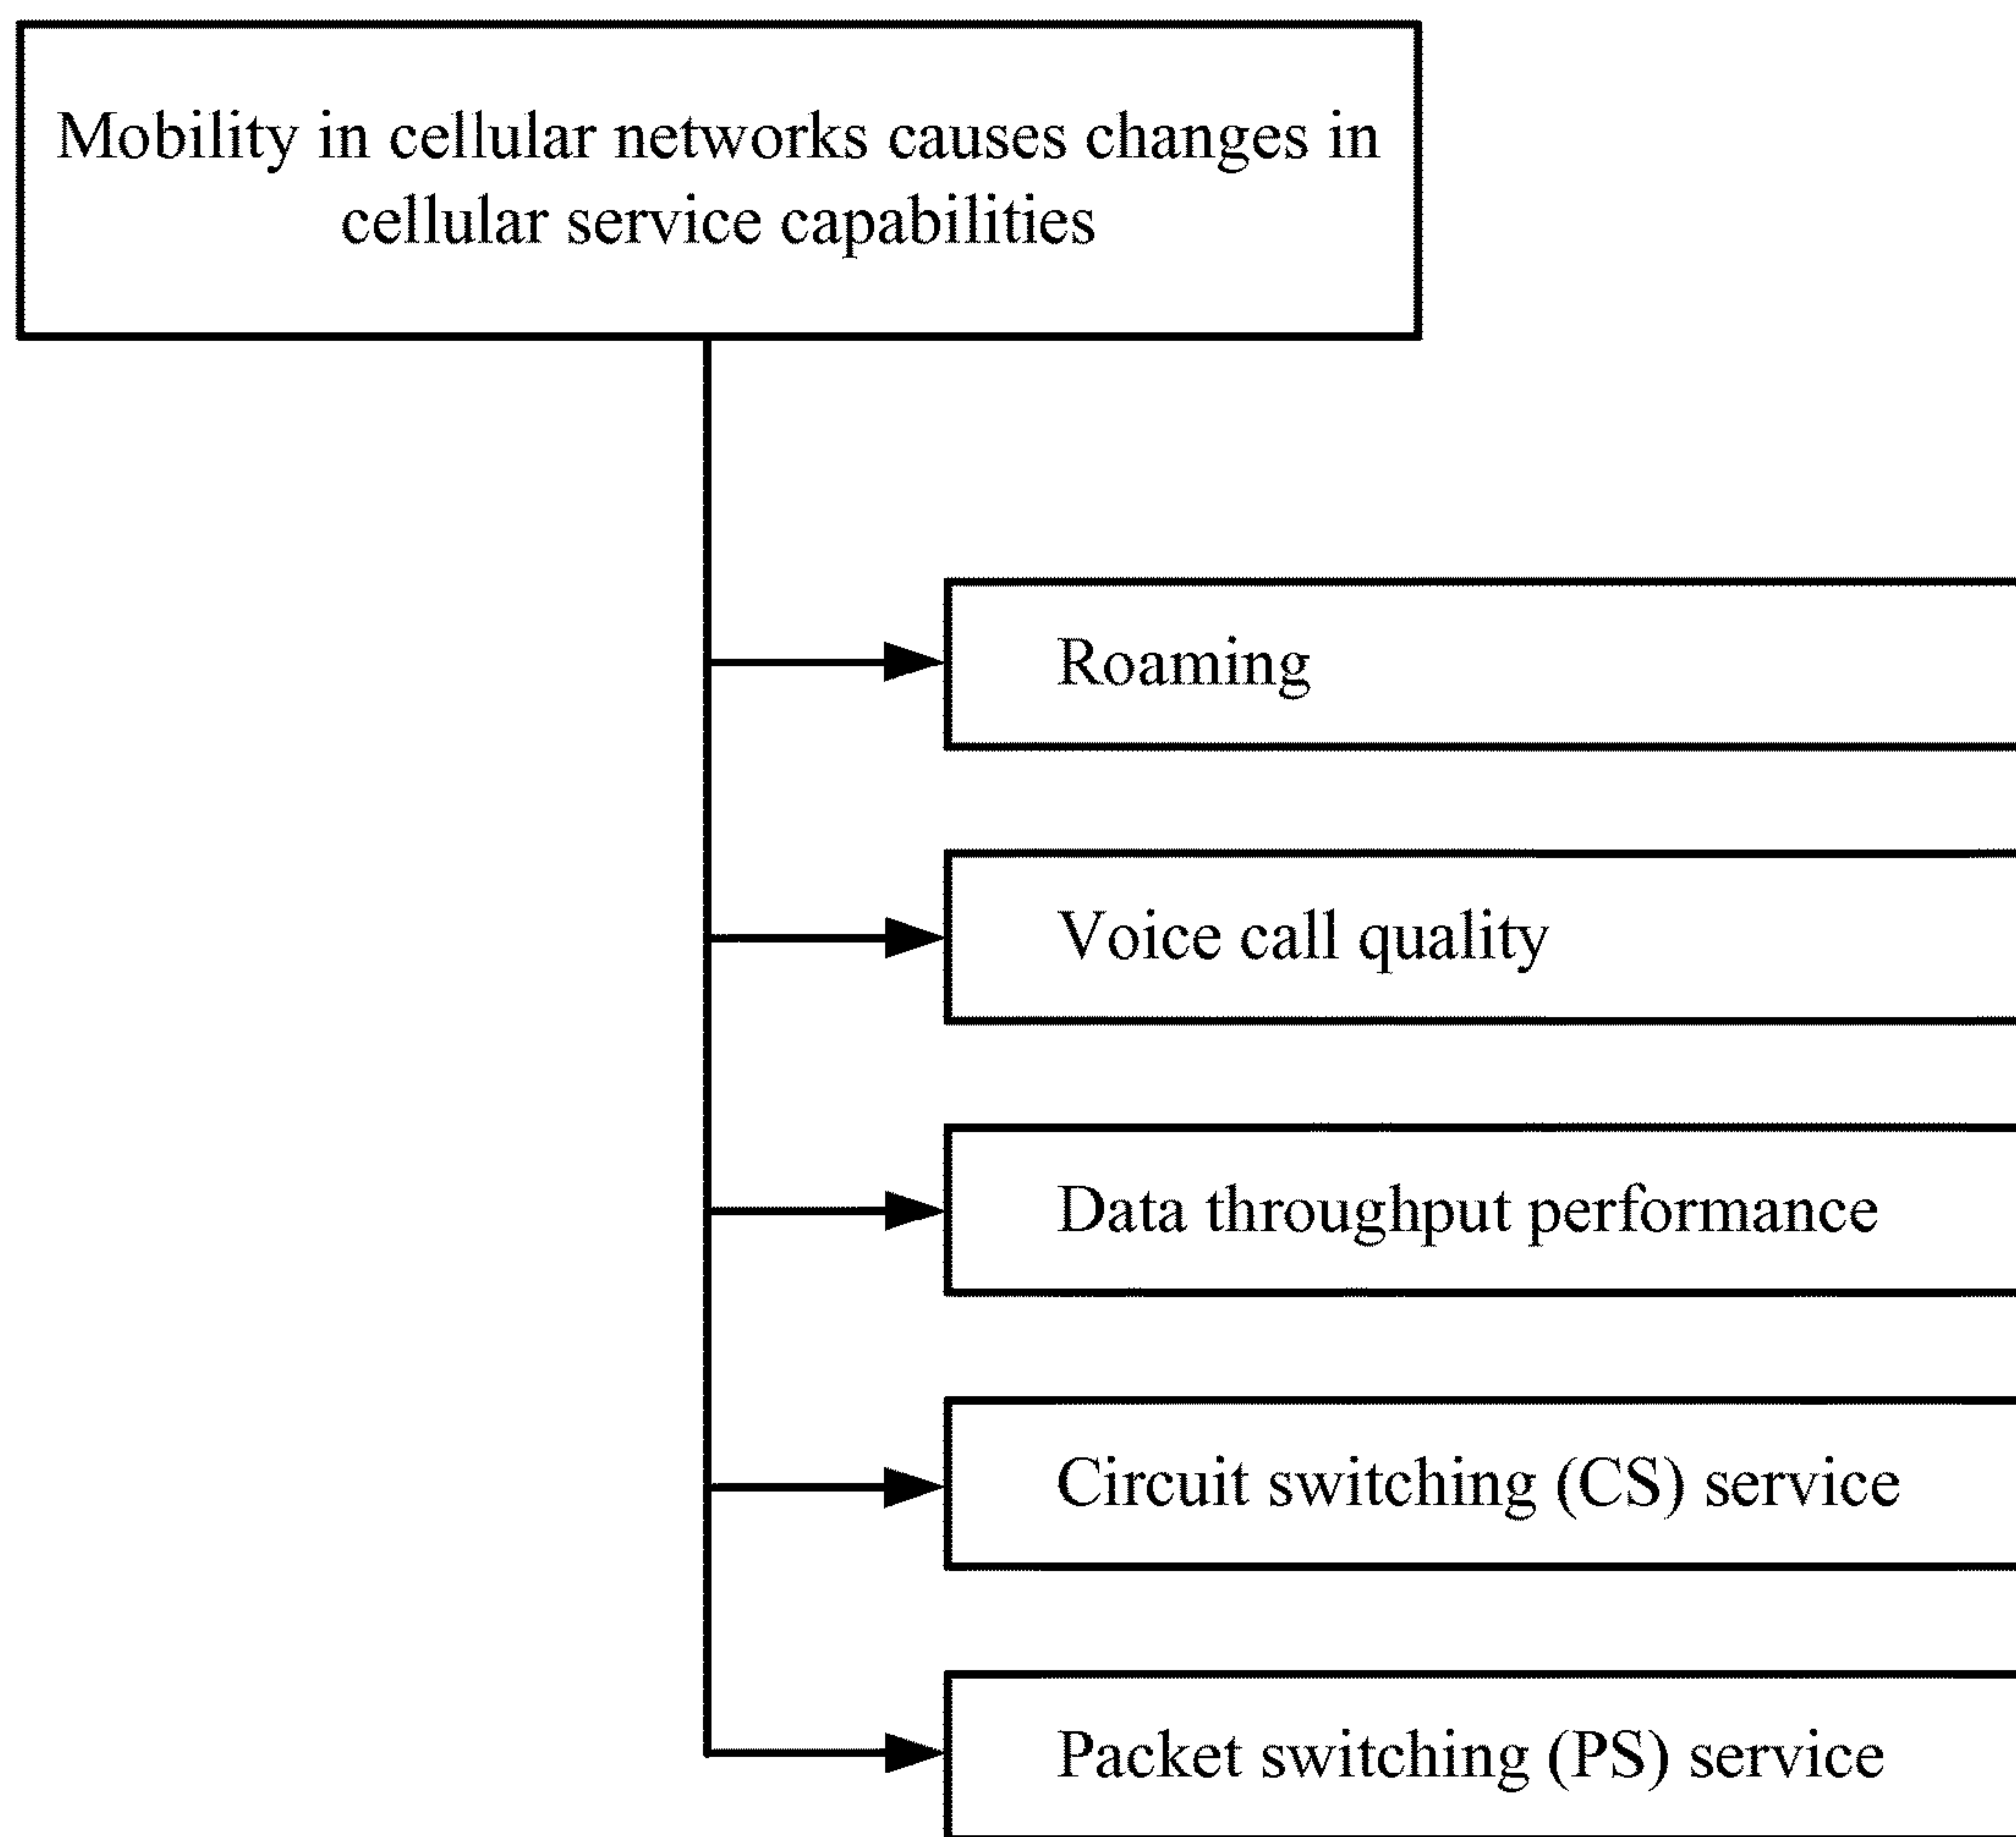 Mobility in cellular networks causes changes in
cellular service capabilities
Roaming
Voice call quality
Data throughput performance
Circuit switching (CS) service
Packet switching (PS) service